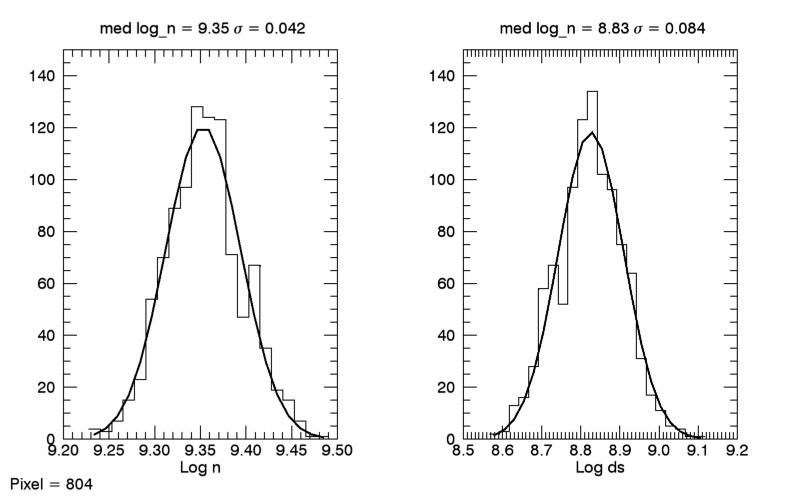 med log_n = 9.35 σ = 0.042
med log_n = 8.83 σ = 0.084
140
120
100
80
60
40
20
0
9.20 9.25 9.30 9.35 9.40 9.45 9.50
Log n
140
120
100
80
60
40
20
0
8.5 8.6 8.7 8.8 8.9 9.0 9.1 9.2
Log ds
Pixel = 804